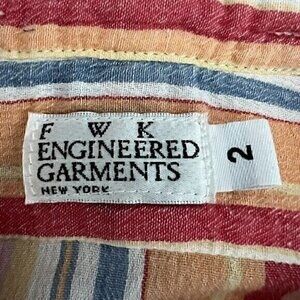 F W K
ENGINEERED
GARMENTS
NEW YORK
2